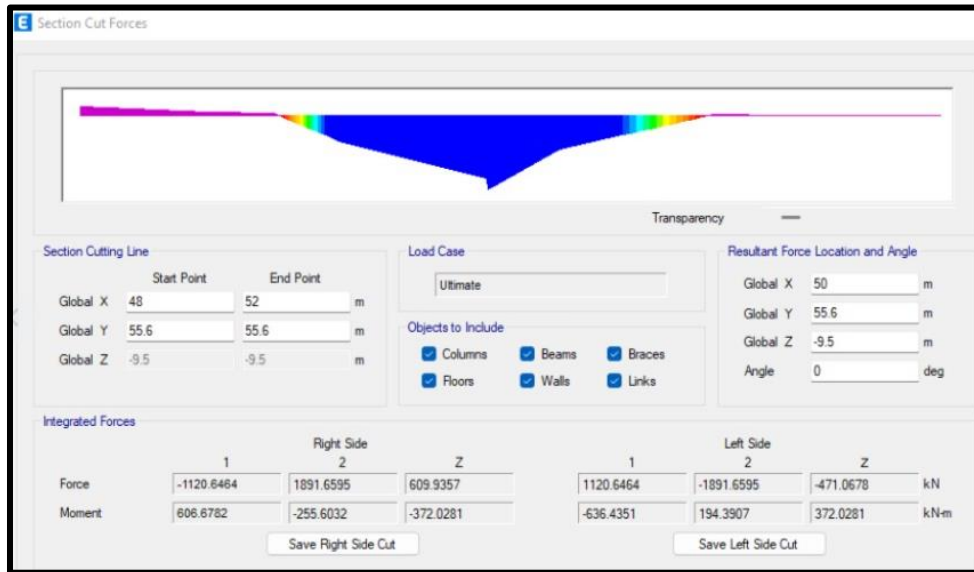 E Section Cut Forces
Transparency
Section Cutting Line
Start Point End Point
Global X 48 52 m
Global Y 55.6 55.6 m
Global Z -9.5 -9.5 m
Load Case
Ultimate
Objects to Include
Columns Beams Braces
Floors Walls Links
Resultant Force Location and Angle
Global X 50 m
Global Y 55.6 m
Global Z -9.5 m
Angle 0 deg
Integrated Forces
Right Side Left Side
1 2 Z 1 2 Z
Force -1120.6464 1891.6595 609.9357 1120.6464 -1891.6595 -471.0678 kN
Moment 606.6782 -255.6032 -372.0281 -636.4351 194.3907 372.0281 kN-m
Save Right Side Cut Save Left Side Cut